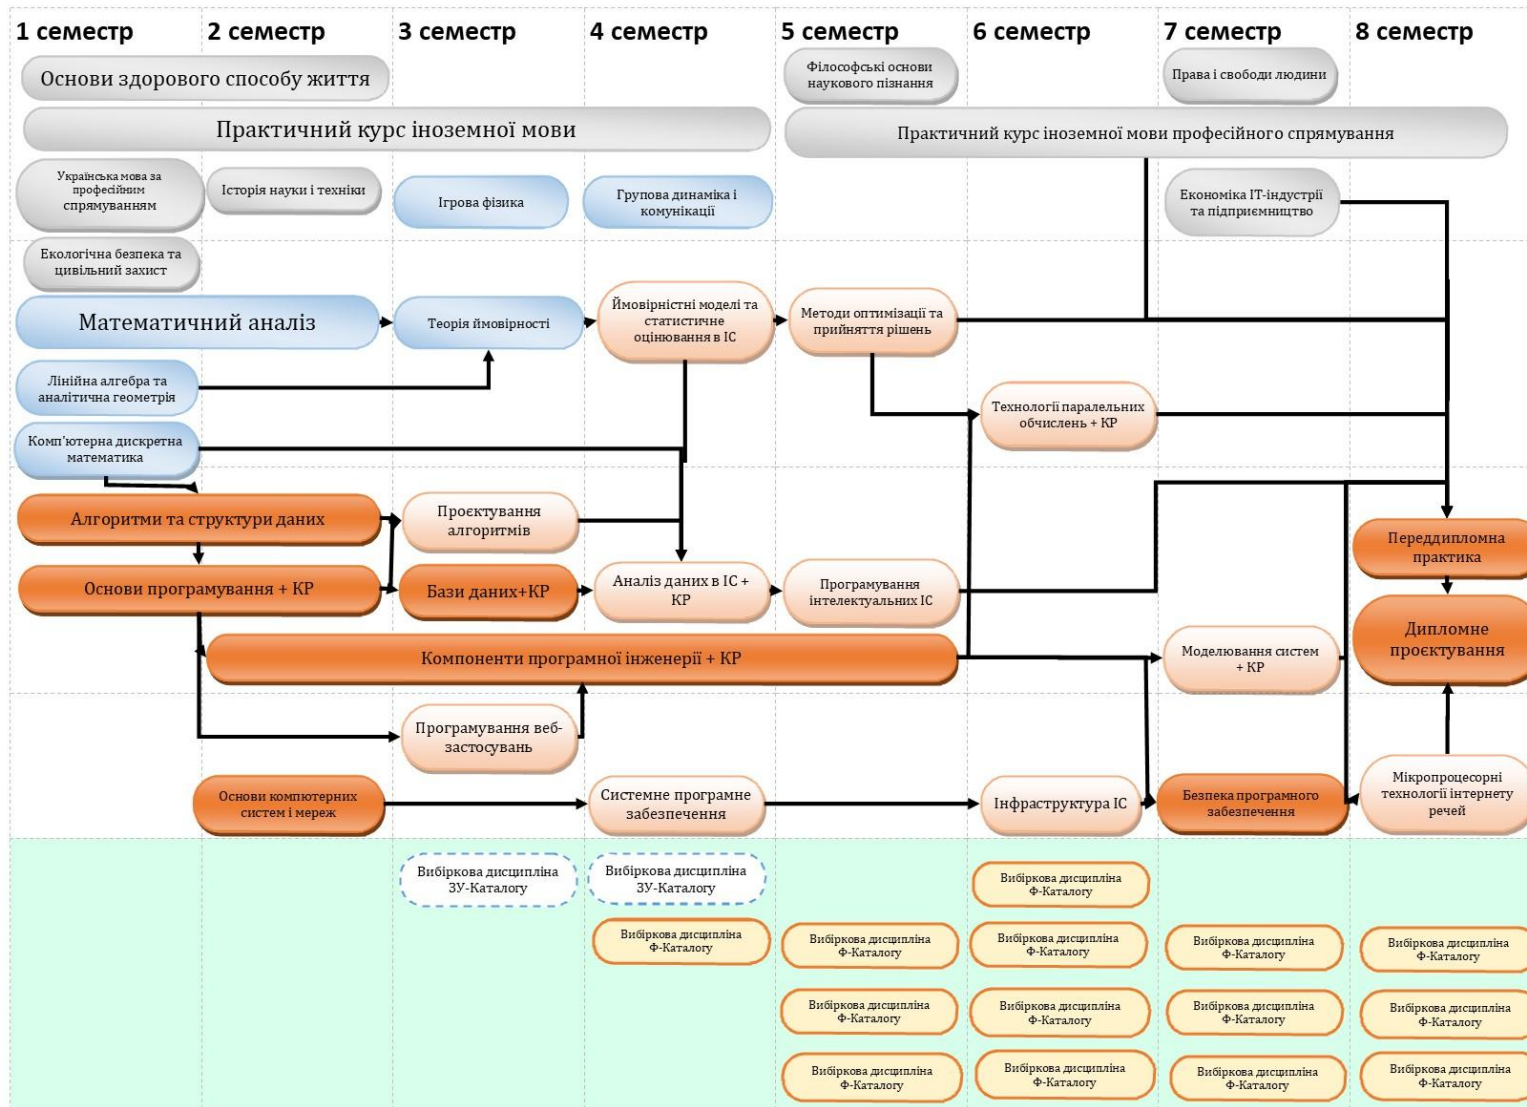 1 семестр
2 семестр
3 семестр
4 семестр
5 семестр
6 семестр
7 семестр
8 семестр
Основи здорового способу життя
Філософські основи
наукового пізнання
Права і свободи людини
Практичний курс іноземної мови
Практичний курс іноземної мови професійного спрямування
Українська мова за
професійним
спрямуванням
Історія науки і техніки
Ігрова фізика
Групова динаміка і
комунікації
Економіка ІТ-індустрії
та підприємництво
Екологічна безпека та
цивільний захист
Математичний аналіз
Теорія ймовірності
Ймовірністні моделі та
статистичне
оцінювання в ІС
Методи оптимізації та
прийняття рішень
Лінійна алгебра та
аналітична геометрія
Технології паралельних
обчислень + КР
Комп'ютерна дискретна
математика
Алгоритми та структури даних
Проєктування
алгоритмів
Переддипломна
практика
Основи програмування + КР
Бази даних+КР
Аналіз даних в ІС +
КР
Програмування
інтелектуальних ІС
Дипломне
проєктування
Компоненти програмної інженерії + КР
Моделювання систем
+ КР
Програмування веб-
застосувань
Основи компютерних
систем і мереж
Системне програмне
забезпечення
Інфраструктура ІС
Безпека програмного
забезпечення
Мікропроцесорні
технології інтернету
речей
Вибіркова дисципліна
ЗУ-Каталогу
Вибіркова дисципліна
ЗУ-Каталогу
Вибіркова дисципліна
Ф-Каталогу
Вибіркова дисципліна
Ф-Каталогу
Вибіркова дисципліна
Ф-Каталогу
Вибіркова дисципліна
Ф-Каталогу
Вибіркова дисципліна
Ф-Каталогу
Вибіркова дисципліна
Ф-Каталогу
Вибіркова дисципліна
Ф-Каталогу
Вибіркова дисципліна
Ф-Каталогу
Вибіркова дисципліна
Ф-Каталогу
Вибіркова дисципліна
Ф-Каталогу
Вибіркова дисципліна
Ф-Каталогу
Вибіркова дисципліна
Ф-Каталогу
Вибіркова дисципліна
Ф-Каталогу
Вибіркова дисципліна
Ф-Каталогу